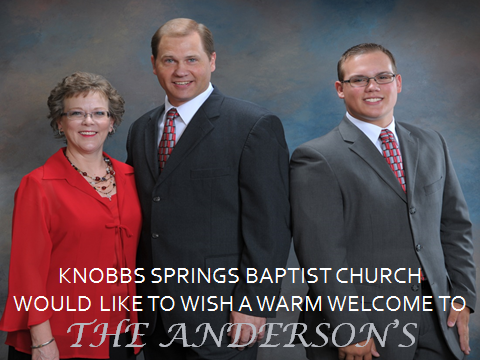 KNOBBS SPRINGS BAPTIST CHURCH
WOULD LIKE TO WISH A WARM WELCOME TO
THE ANDERSON'S